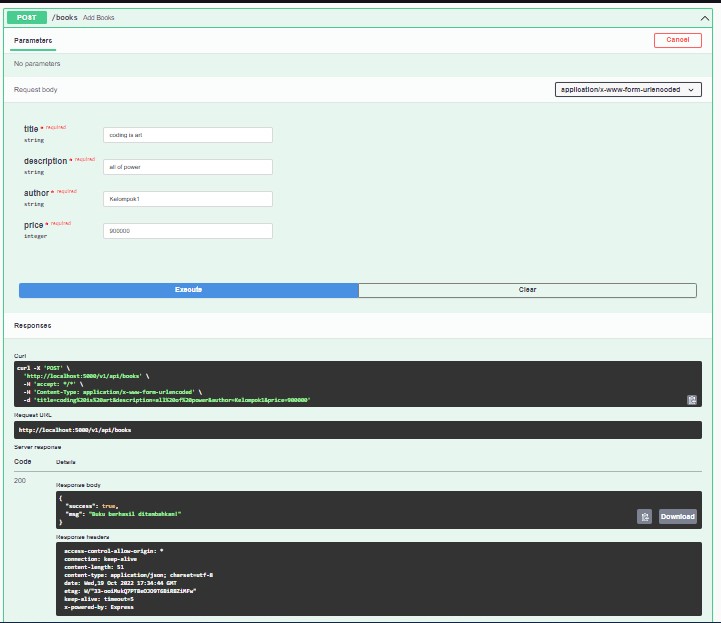 POST /books Add Books
Parameters Cancel
No parameters
Request body application/x-www-form-urlencoded
title * required
string
coding is art
description * required
string
all of power
author * required
string
Kelompok1
price * required
integer
900000
Execute Clear
Responses
Curl
curl -X 'POST' \
'http://localhost:5000/v1/api/books' \
-H 'accept: */*' \
-H 'Content-Type: application/x-www-form-urlencoded' \
-d 'title=coding%20is%20art&description=all%20of%20power&author=Kelompok1&price=900000'
Request URL
http://localhost:5000/v1/api/books
Server response
Code Details
200
Response body
{
"success": true,
"msg": "Buku berhasil ditambahkan!"
}
Download
Response headers
access-control-allow-origin: *
connection: keep-alive
content-length: 51
content-type: application/json; charset=utf-8
date: Wed,19 Oct 2022 17:34:44 GMT
etag:
keep-alive: timeout=5
x-powered-by: Express